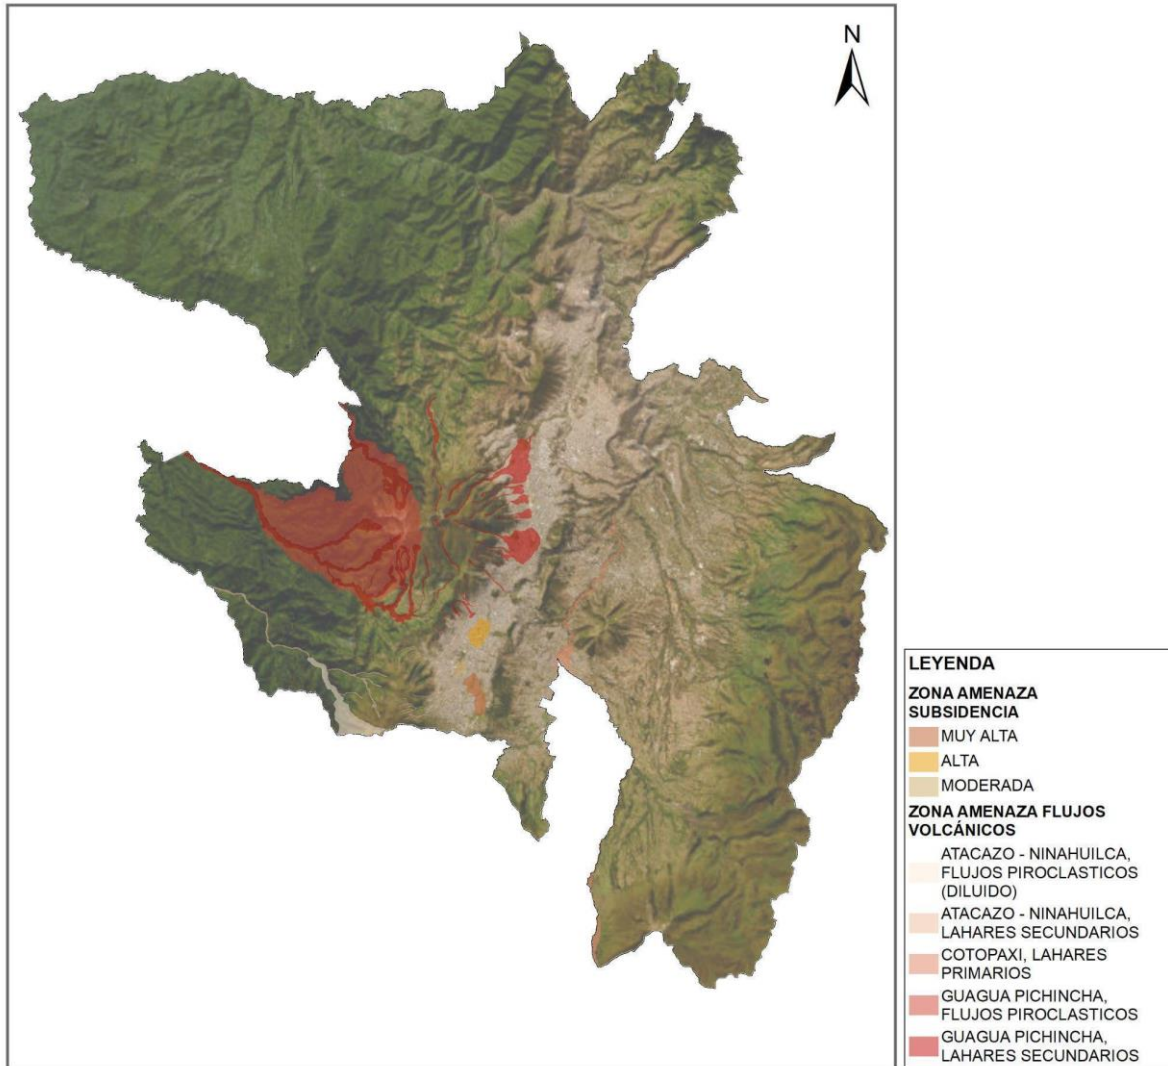 N
LEYENDA
ZONA AMENAZA
SUBSIDENCIA
MUY ALTA
ALTA
MODERADA
ZONA AMENAZA FLUJOS
VOLCÁNICOS
ATACAZO - NINAHUILCA,
FLUJOS PIROCLASTICOS
(DILUIDO)
ATACAZO - NINAHUILCA,
LAHARES SECUNDARIOS
COTOPAXI, LAHARES
PRIMARIOS
GUAGUA PICHINCHA,
FLUJOS PIROCLASTICOS
GUAGUA PICHINCHA,
LAHARES SECUNDARIOS